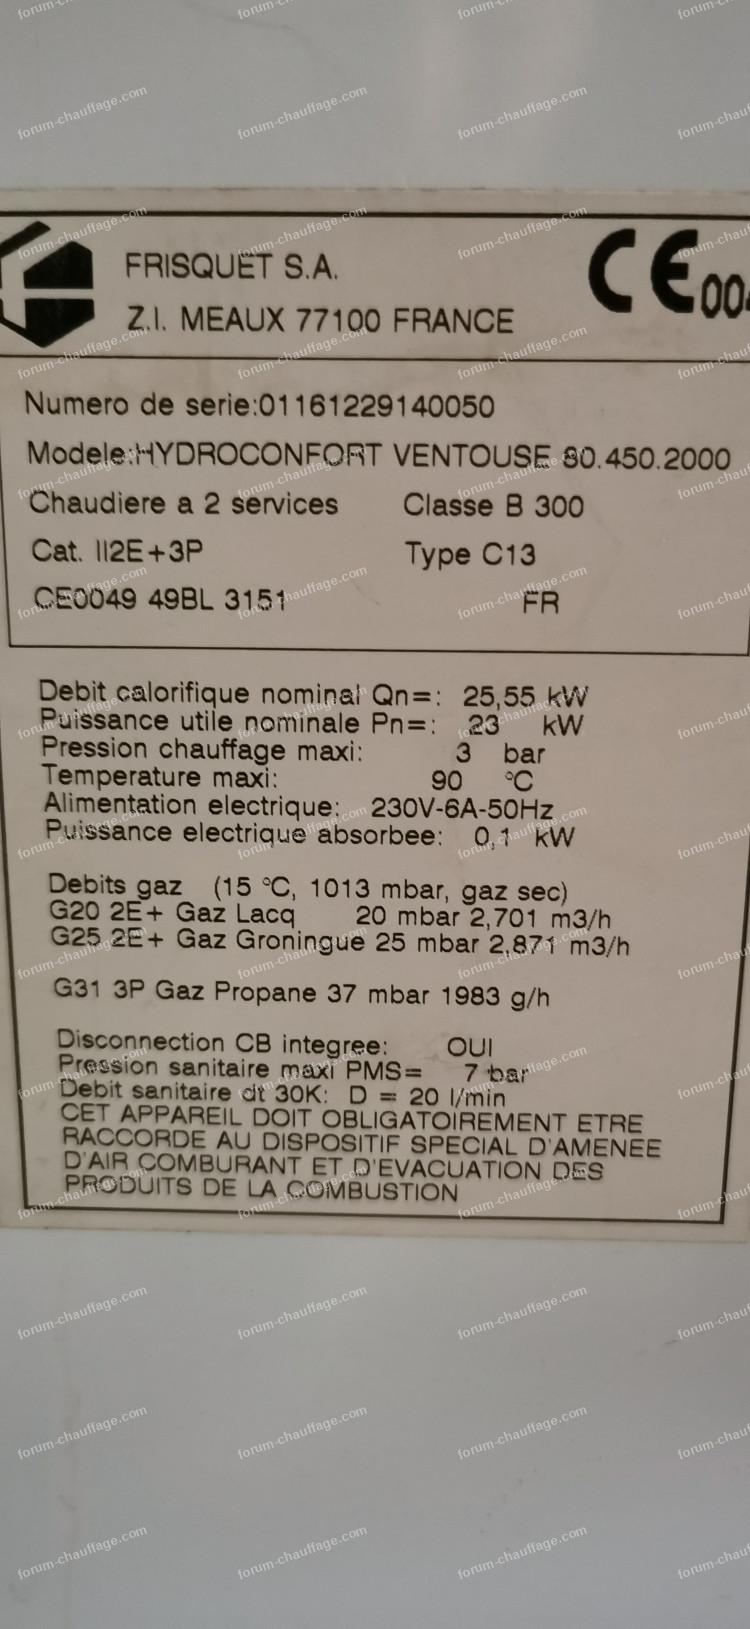 FRISQUET S.A.
Z.I. MEAUX 77100 FRANCE
CE 004
Numero de serie:01161229140050
Modele:HYDROCONFORT VENTOUSE 80.450.2000
Chaudiere a 2 services Classe B 300
Cat. II2E+3P Type C13
CE0049 49BL 3151 FR
Debit calorifique nominal Qn=: 25,55 kW
Puissance utile nominale Pn=: 23 kW
Pression chauffage maxi: 3 bar
Temperature maxi: 90 °C
Alimentation electrique: 230V-6A-50Hz
Puissance electrique absorbee: 0,1 kW
Debits gaz (15 °C, 1013 mbar, gaz sec)
G20 2E+ Gaz Lacq 20 mbar 2,701 m3/h
G25 2E+ Gaz Groningue 25 mbar 2,871 m3/h
G31 3P Gaz Propane 37 mbar 1983 g/h
Disconnection CB integree: OUI
Pression sanitaire maxi PMS= 7 bar
Debit sanitaire dt 30K: D = 20 l/min
CET APPAREIL DOIT OBLIGATOIREMENT ETRE
RACCORDE AU DISPOSITIF SPECIAL D'AMENEE
D'AIR COMBURANT ET D'EVACUATION DES
PRODUITS DE LA COMBUSTION
forum-chauffage.com